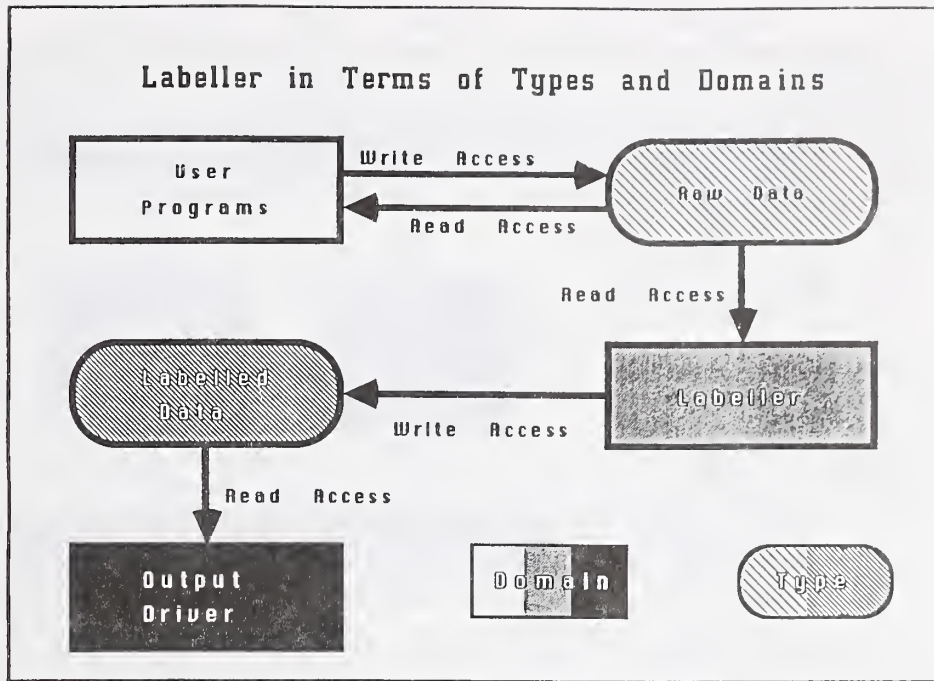 Labeller in Terms of Types and Domains
User
Programs
Write Access
Read Access
Raw Data
Read Access
Labelled
Data
Write Access
Labeller
Read Access
Output
Driver
Domain
Type